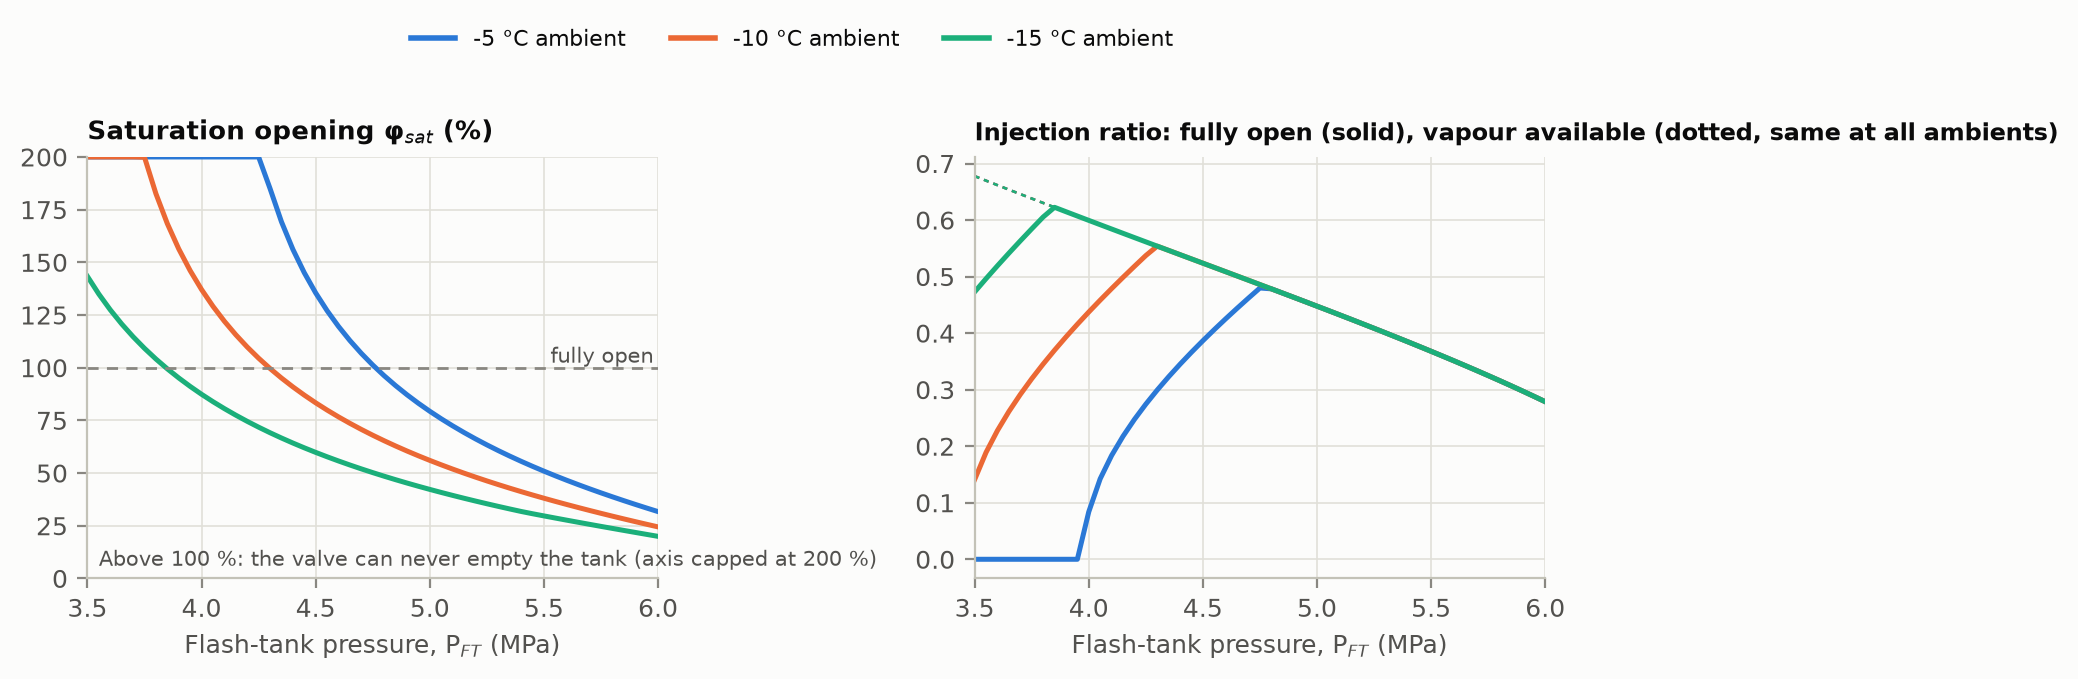 -5 °C ambient
-10 °C ambient
-15 °C ambient
Saturation opening φsat (%)
200
175
150
125
100
75
50
25
0
fully open
Above 100 %: the valve can never empty the tank (axis capped at 200 %)
3.5 4.0 4.5 5.0 5.5 6.0
Flash-tank pressure, PFT (MPa)
Injection ratio: fully open (solid), vapour available (dotted, same at all ambients)
0.7
0.6
0.5
0.4
0.3
0.2
0.1
0.0
3.5 4.0 4.5 5.0 5.5 6.0
Flash-tank pressure, PFT (MPa)